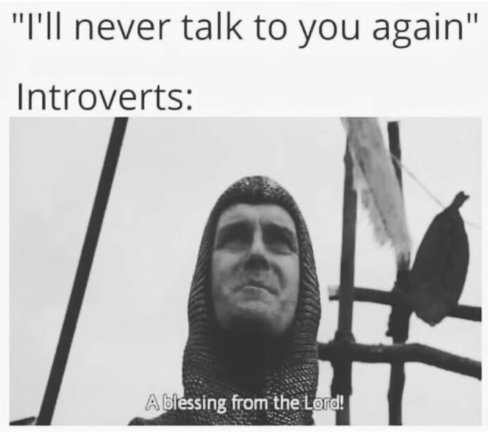 "I'll never talk to you again"
Introverts:
A blessing from the Lord!